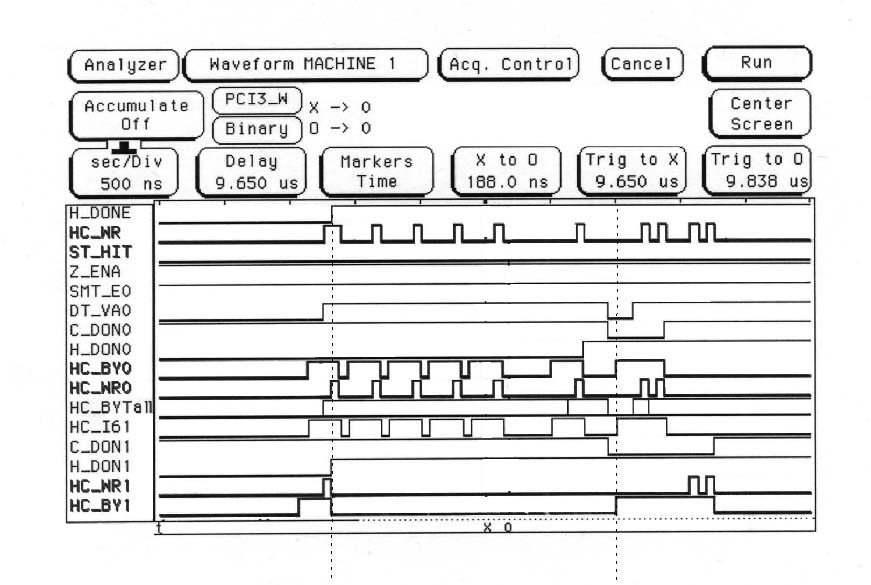 Analyzer Waveform MACHINE 1 Acq. Control Cancel Run
Accumulate Off
PCI3_W X -> O
Binary O -> O
Center Screen
sec/Div 500 ns
Delay 9.650 us
Markers Time
X to O 188.0 ns
Trig to X 9.650 us
Trig to O 9.838 us
H_DONE
HC_WR
ST_HIT
Z_ENA
SMT_EO
DT_VAO
C_DONO
H_DONO
HC_BYO
HC_WRO
HC_BYTall
HC_I61
C_DON1
H_DON1
HC_WR1
HC_BY1
t X O